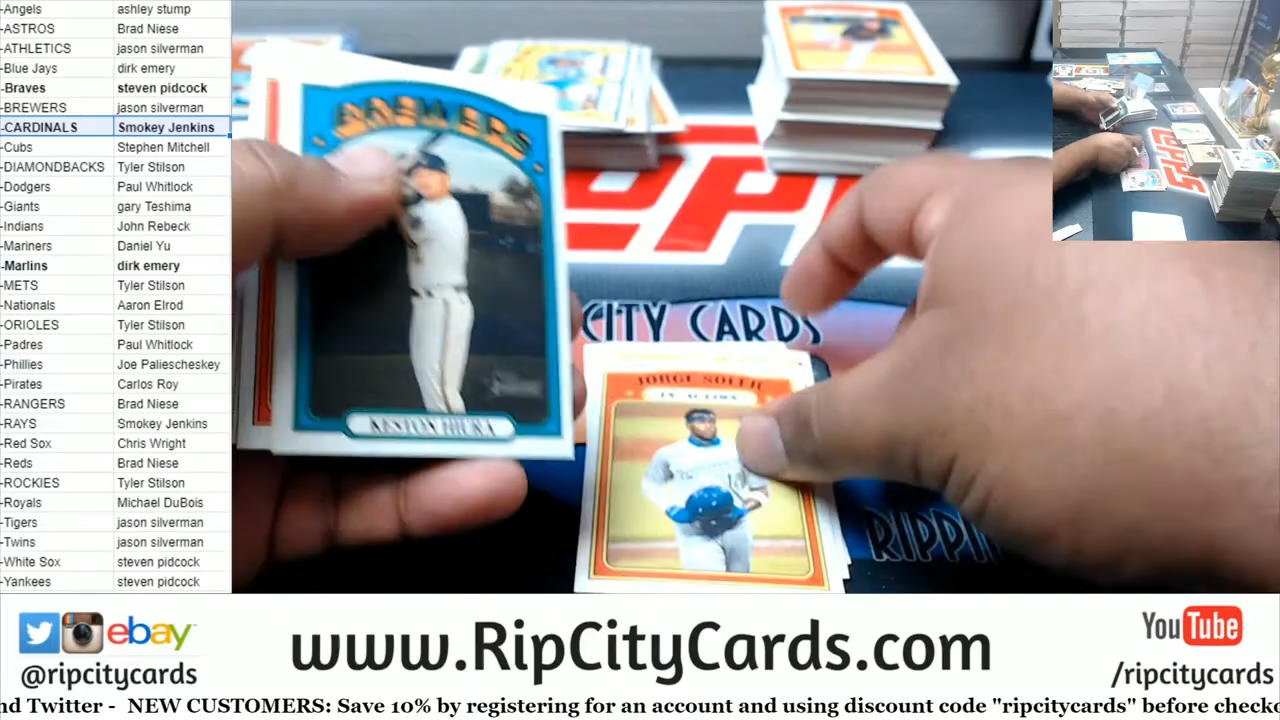 -Angels ashley stump
-ASTROS Brad Niese
-ATHLETICS jason silverman
-Blue Jays dirk emery
-Braves steven pidcock
-BREWERS jason silverman
-CARDINALS Smokey Jenkins
-Cubs Stephen Mitchell
-DIAMONDBACKS Tyler Stilson
-Dodgers Paul Whitlock
-Giants gary Teshima
-Indians John Rebeck
-Mariners Daniel Yu
-Marlins dirk emery
-METS Tyler Stilson
-Nationals Aaron Elrod
-ORIOLES Tyler Stilson
-Padres Paul Whitlock
-Phillies Joe Paliescheskey
-Pirates Carlos Roy
-RANGERS Brad Niese
-RAYS Smokey Jenkins
-Red Sox Chris Wright
-Reds Brad Niese
-ROCKIES Tyler Stilson
-Royals Michael DuBois
-Tigers jason silverman
-Twins jason silverman
-White Sox steven pidcock
-Yankees steven pidcock
BREWERS
KESTON HIURA
CITY CARDS
JORGE SOLER
IN ACTION
RIPPIN
ebay
@ripcitycards
www.RipCityCards.com
YouTube
/ripcitycards
nd Twitter - NEW CUSTOMERS: Save 10% by registering for an account and using discount code "ripcitycards" before checko